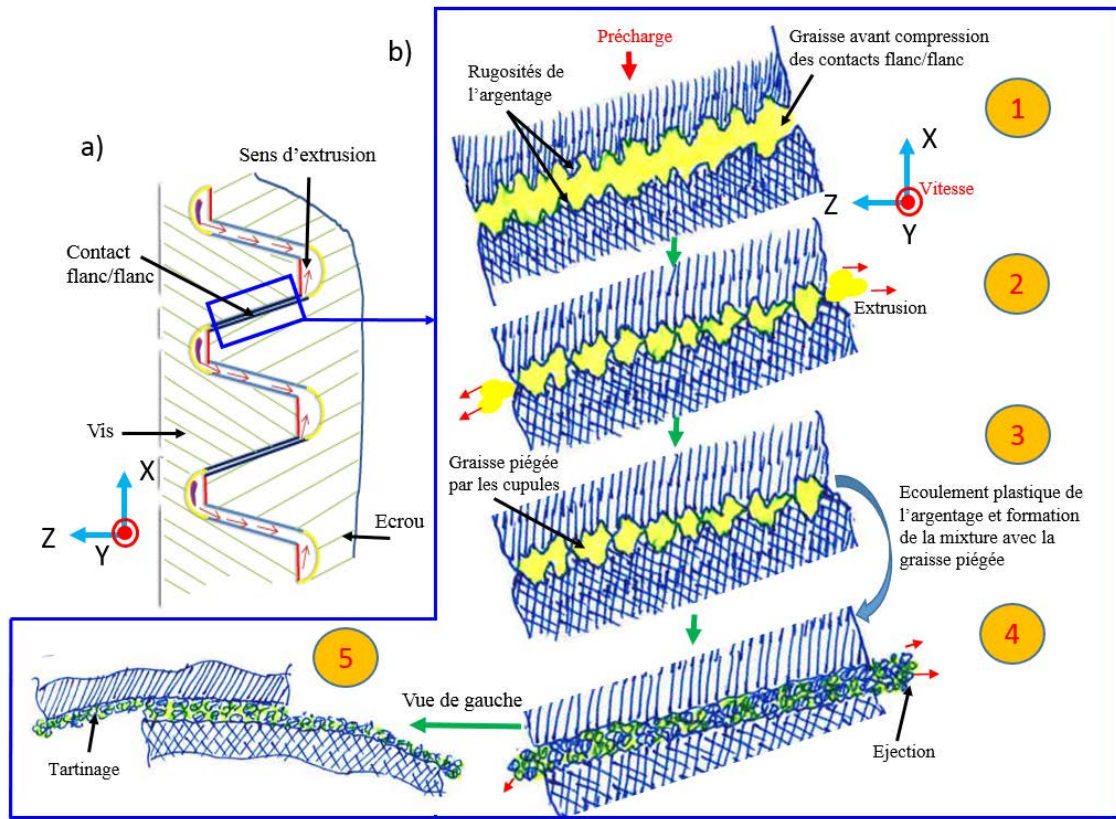 a)
Sens d’extrusion
Contact
flanc/flanc
Vis
X
Z
Y
Ecrou
b)
Précharge
Graisse avant compression
des contacts flanc/flanc
Rugosités de
l’argentage
1
X
Vitesse
Z
Y
2
Extrusion
3
Graisse piégée
par les cupules
Ecoulement plastique de
l’argentage et formation
de la mixture avec la
graisse piégée
4
5
Vue de gauche
Tartinage
Ejection